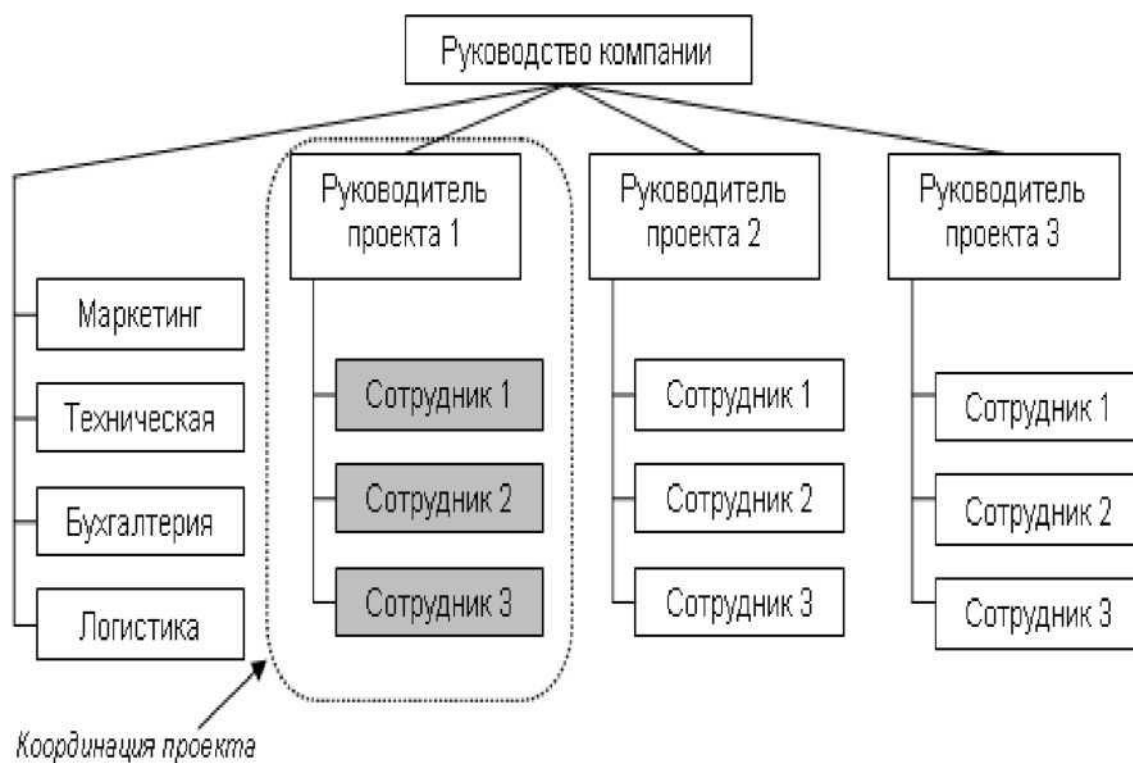 Руководство компании
Руководитель
проекта 1
Руководитель
проекта 2
Руководитель
проекта 3
Маркетинг
Техническая
Бухгалтерия
Логистика
Сотрудник 1
Сотрудник 2
Сотрудник 3
Сотрудник 1
Сотрудник 2
Сотрудник 3
Сотрудник 1
Сотрудник 2
Сотрудник 3
Координация проекта